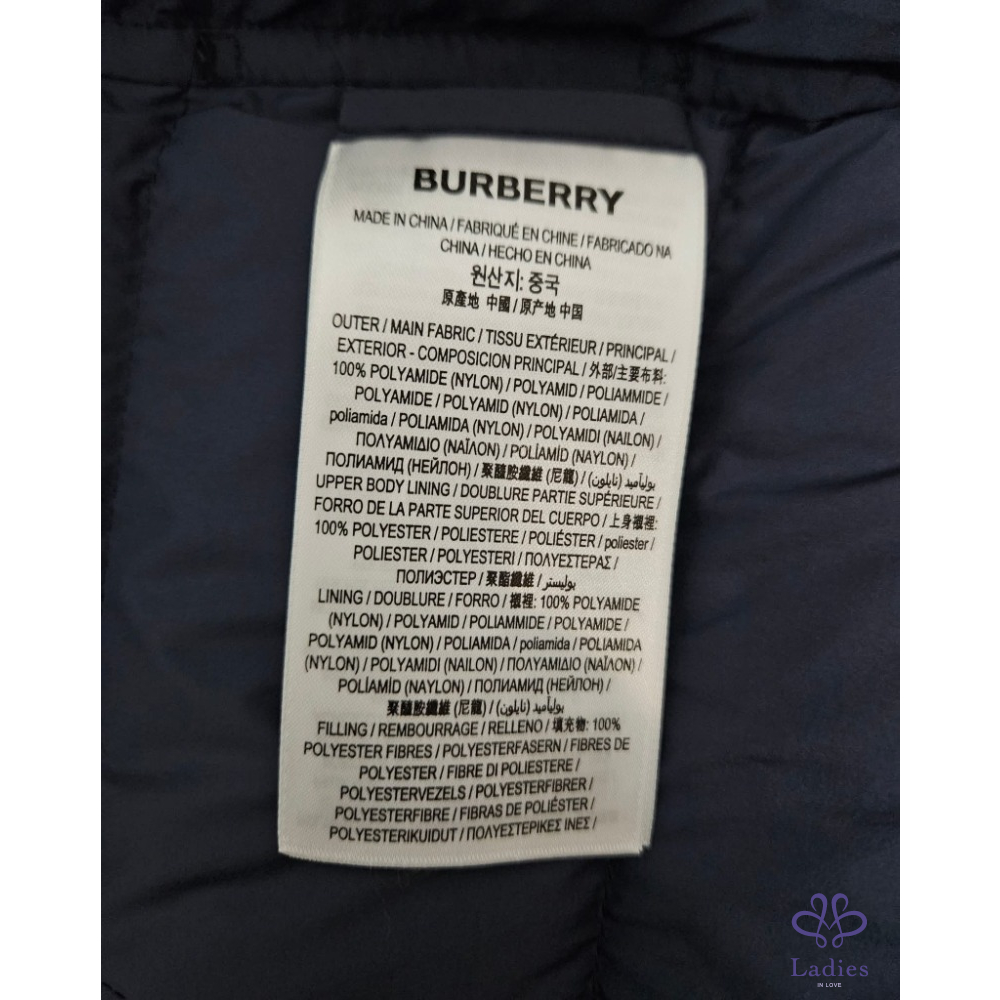 BURBERRY
MADE IN CHINA / FABRIQUÉ EN CHINE / FABRICADO NA
CHINA / HECHO EN CHINA
원산지: 중국
原產地 中國 / 原产地 中国
OUTER / MAIN FABRIC / TISSU EXTÉRIEUR / PRINCIPAL /
EXTERIOR - COMPOSICION PRINCIPAL / 外部/主要布料:
100% POLYAMIDE (NYLON) / POLYAMID / POLIAMMIDE /
POLYAMIDE / POLYAMID (NYLON) / POLIAMIDA /
poliamida / POLIAMIDA (NYLON) / POLYAMIDI (NAILON) /
ΠΟΛΥΑΜΙΔΙΟ (ΝΑΪΛΟΝ) / POLİAMİD (NAYLON) /
ПОЛИАМИД (НЕЙЛОН) / 聚醯胺纖維 (尼龍) / بوليأميد (نايلون) /
UPPER BODY LINING / DOUBLURE PARTIE SUPÉRIEURE /
FORRO DE LA PARTE SUPERIOR DEL CUERPO / 上身襯裡:
100% POLYESTER / POLIESTERE / POLIÉSTER / poliester /
POLIESTER / POLYESTERI / ΠΟΛΥΕΣΤΕΡΑΣ /
ПОЛИЭСТЕР / 聚酯纖維 / بوليستر /
LINING / DOUBLURE / FORRO / 襯裡: 100% POLYAMIDE
(NYLON) / POLYAMID / POLIAMMIDE / POLYAMIDE /
POLYAMID (NYLON) / POLIAMIDA / poliamida / POLIAMIDA
(NYLON) / POLYAMIDI (NAILON) / ΠΟΛΥΑΜΙΔΙΟ (ΝΑΪΛΟΝ) /
POLİAMİD (NAYLON) / ПОЛИАМИД (НЕЙЛОН) /
聚醯胺纖維 (尼龍) / بوليأميد (نايلون) /
FILLING / REMBOURRAGE / RELLENO / 填充物: 100%
POLYESTER FIBRES / POLYESTERFASERN / FIBRES DE
POLYESTER / FIBRE DI POLIESTERE /
POLYESTERVEZELS / POLYESTERFIBRER /
POLYESTERFIBRE / FIBRAS DE POLIÉSTER /
POLYESTERIKUIDUT / ΠΟΛΥΕΣΤΕΡΙΚΕΣ ΙΝΕΣ /
Ladies
IN LOVE